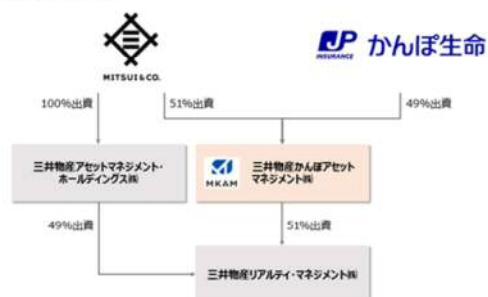 MITSUI & CO.
JP
INSURANCE
かんぽ生命
100%出資
51%出資
49%出資
三井物産アセットマネジメント・
ホールディングス㈱
MKAM
三井物産かんぽアセット
マネジメント㈱
49%出資
51%出資
三井物産リアルティ・マネジメント㈱